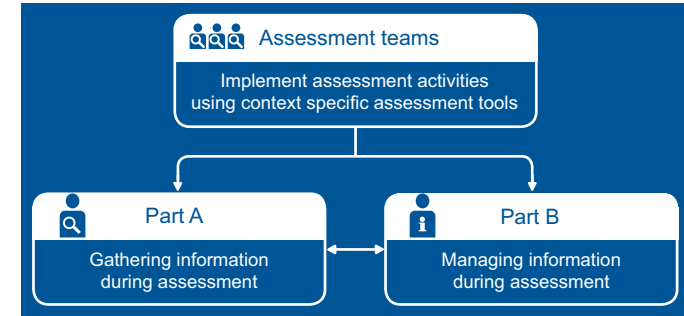 Assessment teams
Implement assessment activities
using context specific assessment tools
Part A
Gathering information
during assessment
Part B
Managing information
during assessment